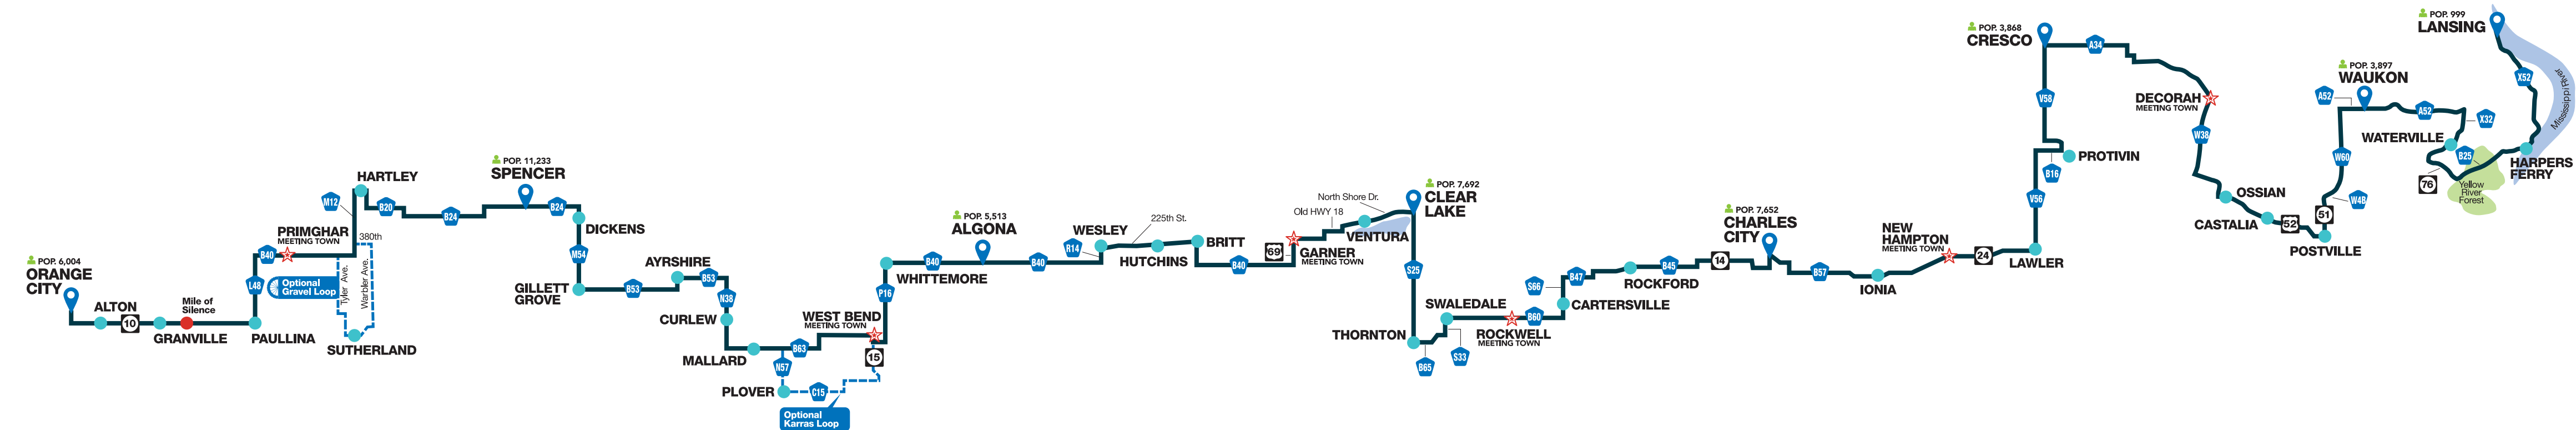 POP. 6,004
ORANGE
CITY
ALTON
10
GRANVILLE
Mile of
Silence
PAULLINA
L48
B40
PRIMGHAR
MEETING TOWN
Optional
Gravel Loop
Tyler Ave.
Warbler Ave.
380th
SUTHERLAND
M12
HARTLEY
B20
B24
POP. 11,233
SPENCER
B24
DICKENS
M54
GILLETT
GROVE
B53
AYRSHIRE
B53
N38
CURLEW
MALLARD
N57
PLOVER
C15
Optional
Karras Loop
B63
WEST BEND
MEETING TOWN
15
P16
WHITTEMORE
B40
POP. 5,513
ALGONA
B40
R14
WESLEY
225th St.
HUTCHINS
BRITT
B40
69
GARNER
MEETING TOWN
Old HWY 18
North Shore Dr.
VENTURA
POP. 7,692
CLEAR
LAKE
S25
THORNTON
B65
S33
SWALEDALE
ROCKWELL
MEETING TOWN
B60
CARTERSVILLE
S66
B47
ROCKFORD
B45
14
POP. 7,652
CHARLES
CITY
B57
IONIA
NEW
HAMPTON
MEETING TOWN
24
LAWLER
V56
B16
PROTIVIN
V58
POP. 3,868
CRESCO
A34
DECORAH
MEETING TOWN
W38
OSSIAN
CASTALIA
52
POSTVILLE
51
W4B
W60
A52
POP. 3,897
WAUKON
A52
X32
WATERVILLE
B25
76
Yellow
River
Forest
HARPERS
FERRY
X52
POP. 999
LANSING
Mississippi River